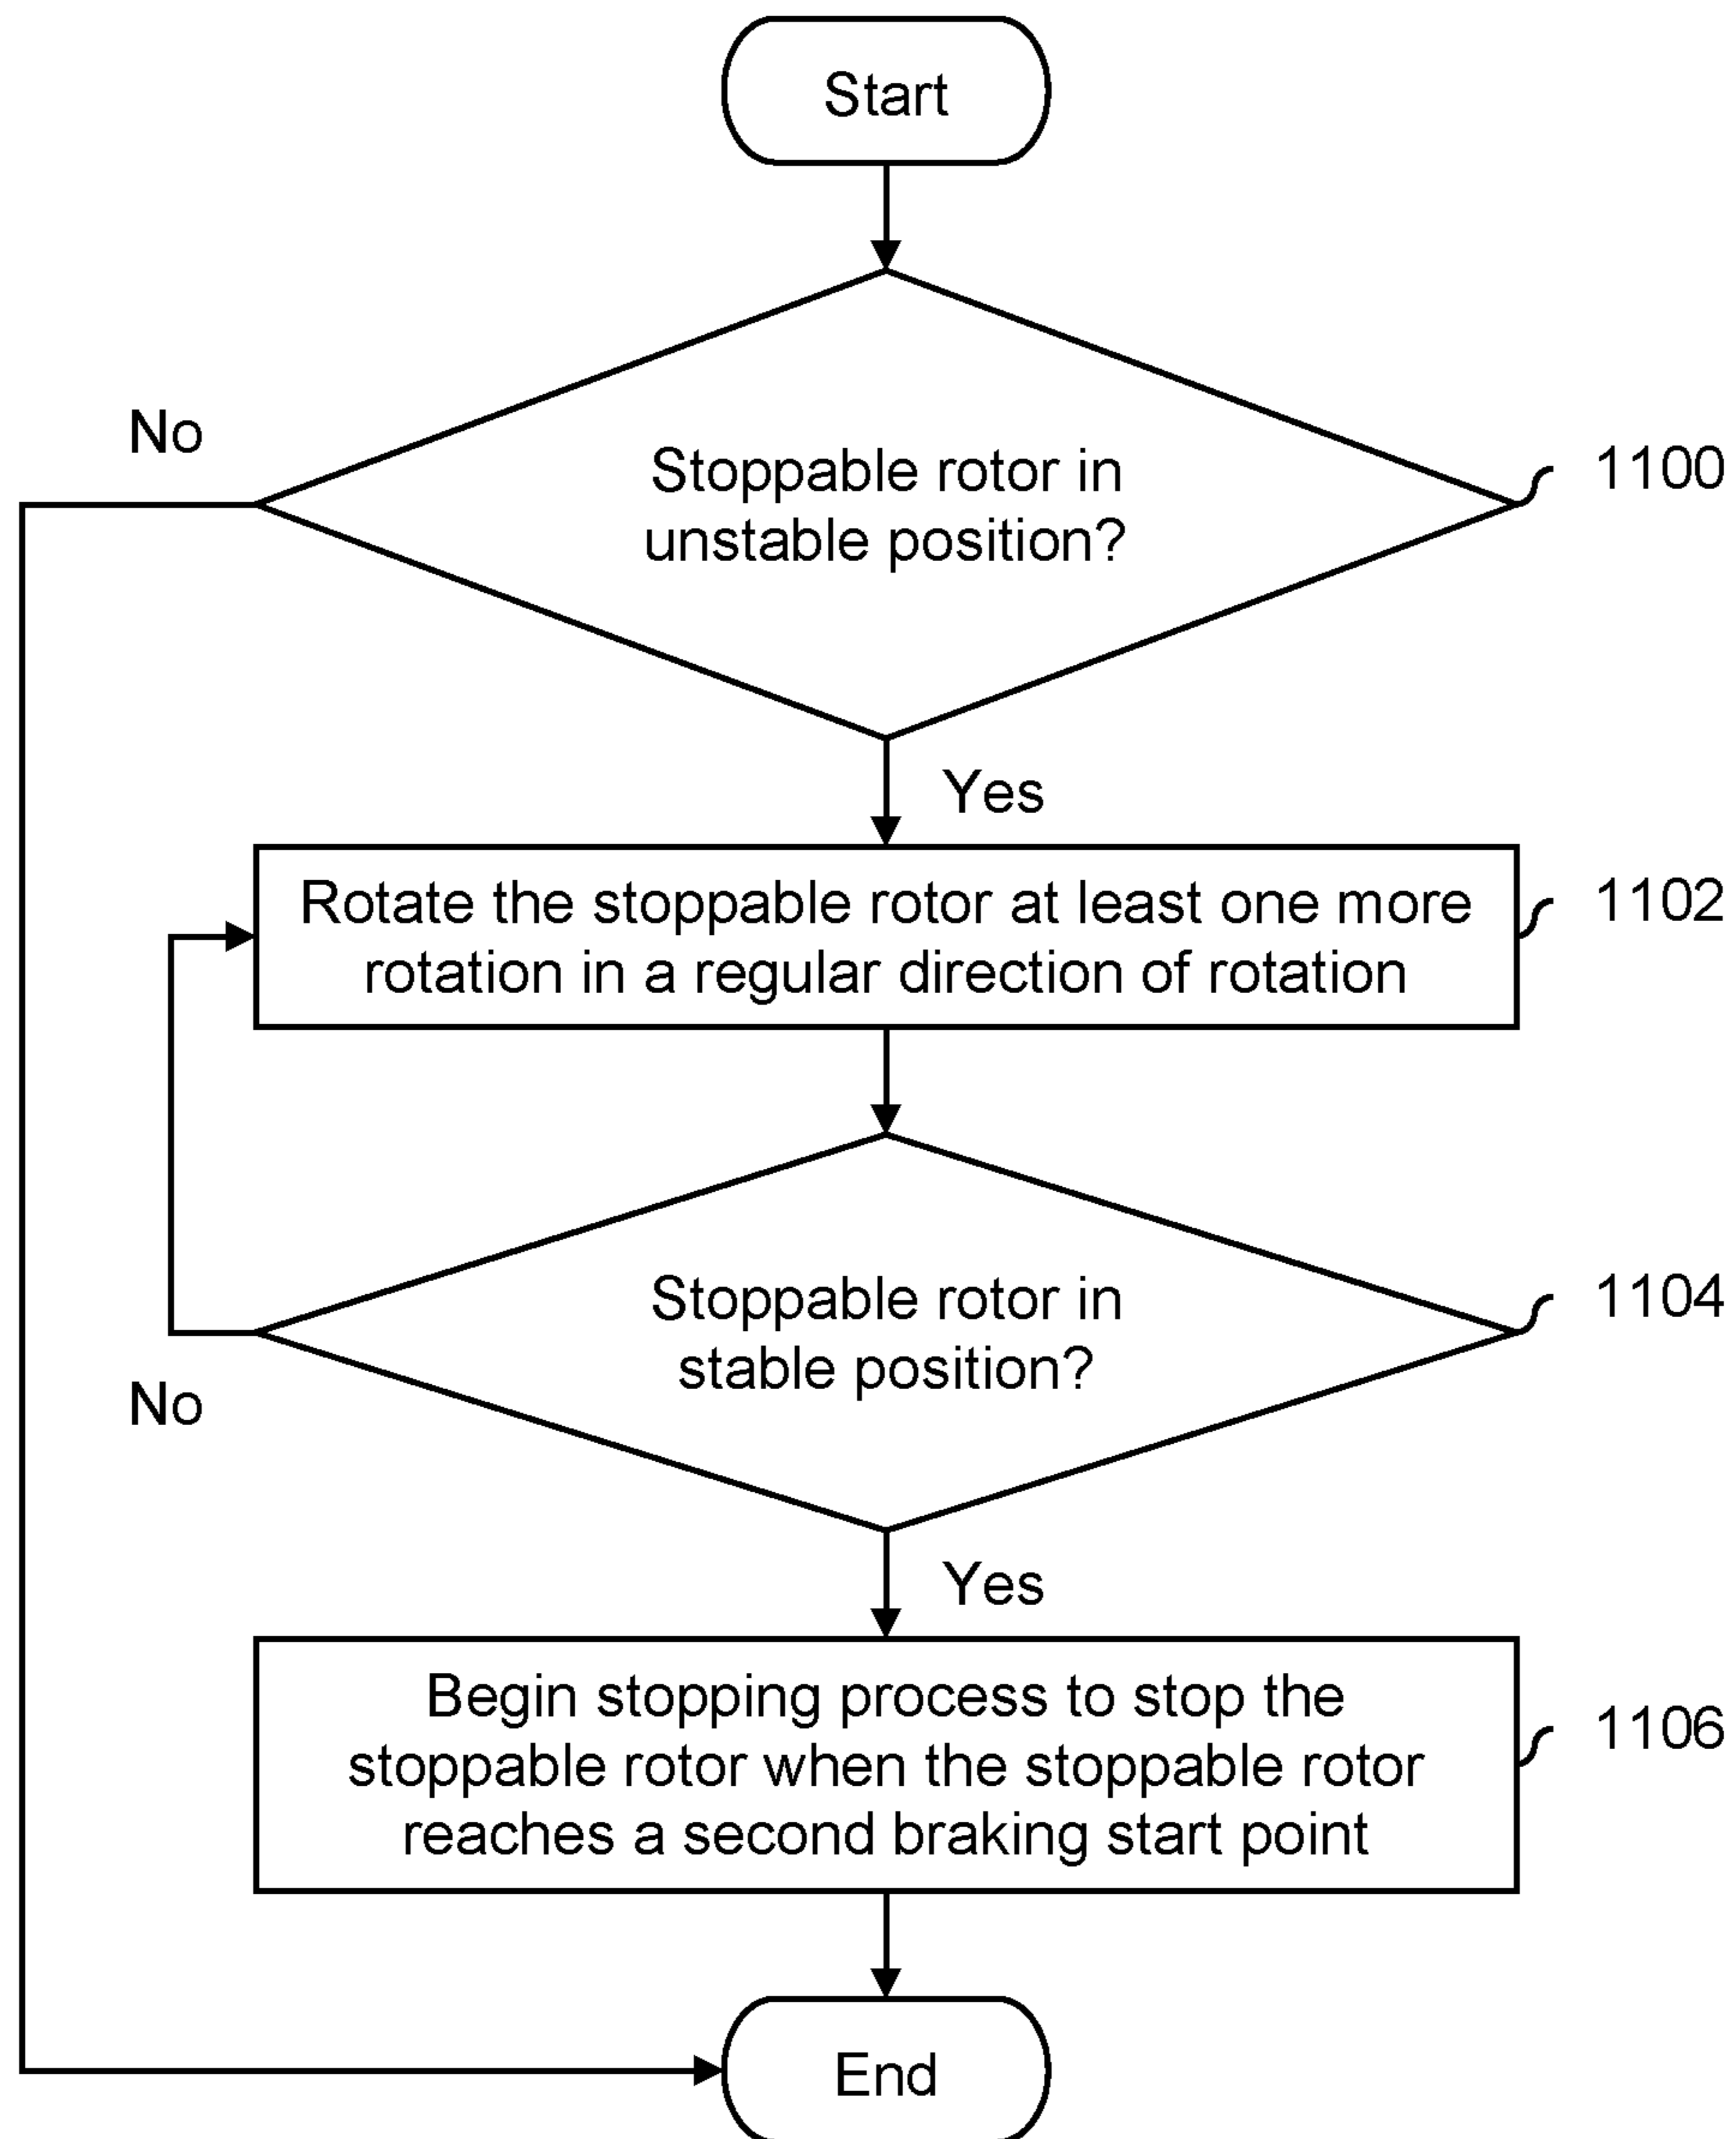 Start
No
Stoppable rotor in
unstable position?
1100
Yes
Rotate the stoppable rotor at least one more
rotation in a regular direction of rotation
1102
Stoppable rotor in
stable position?
1104
No
Yes
Begin stopping process to stop the
stoppable rotor when the stoppable rotor
reaches a second braking start point
1106
End